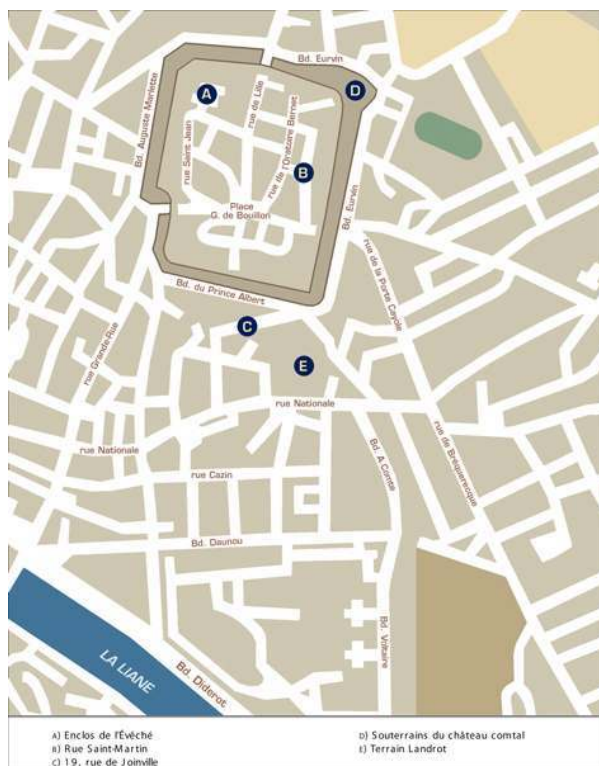 Bd. Eurvin
D
A
Bd. Auguste Mariette
rue Saint Jean
rue de Lille
rue de l'Oratoire Bernet
B
Bd. Eurvin
Place
G. de Bouillon
rue de la Porte Gayole
Bd. du Prince Albert
C
rue Grande-Rue
E
rue Nationale
rue Nationale
rue de Bréquerecque
Bd. A Comte
rue Cazin
Bd. Daunou
Bd. Voltaire
LA LIANE
Bd. Diderot
A) Enclos de l'Évêché
B) Rue Saint-Martin
C) 19, rue de Joinville
D) Souterrains du château comtal
E) Terrain Landrot